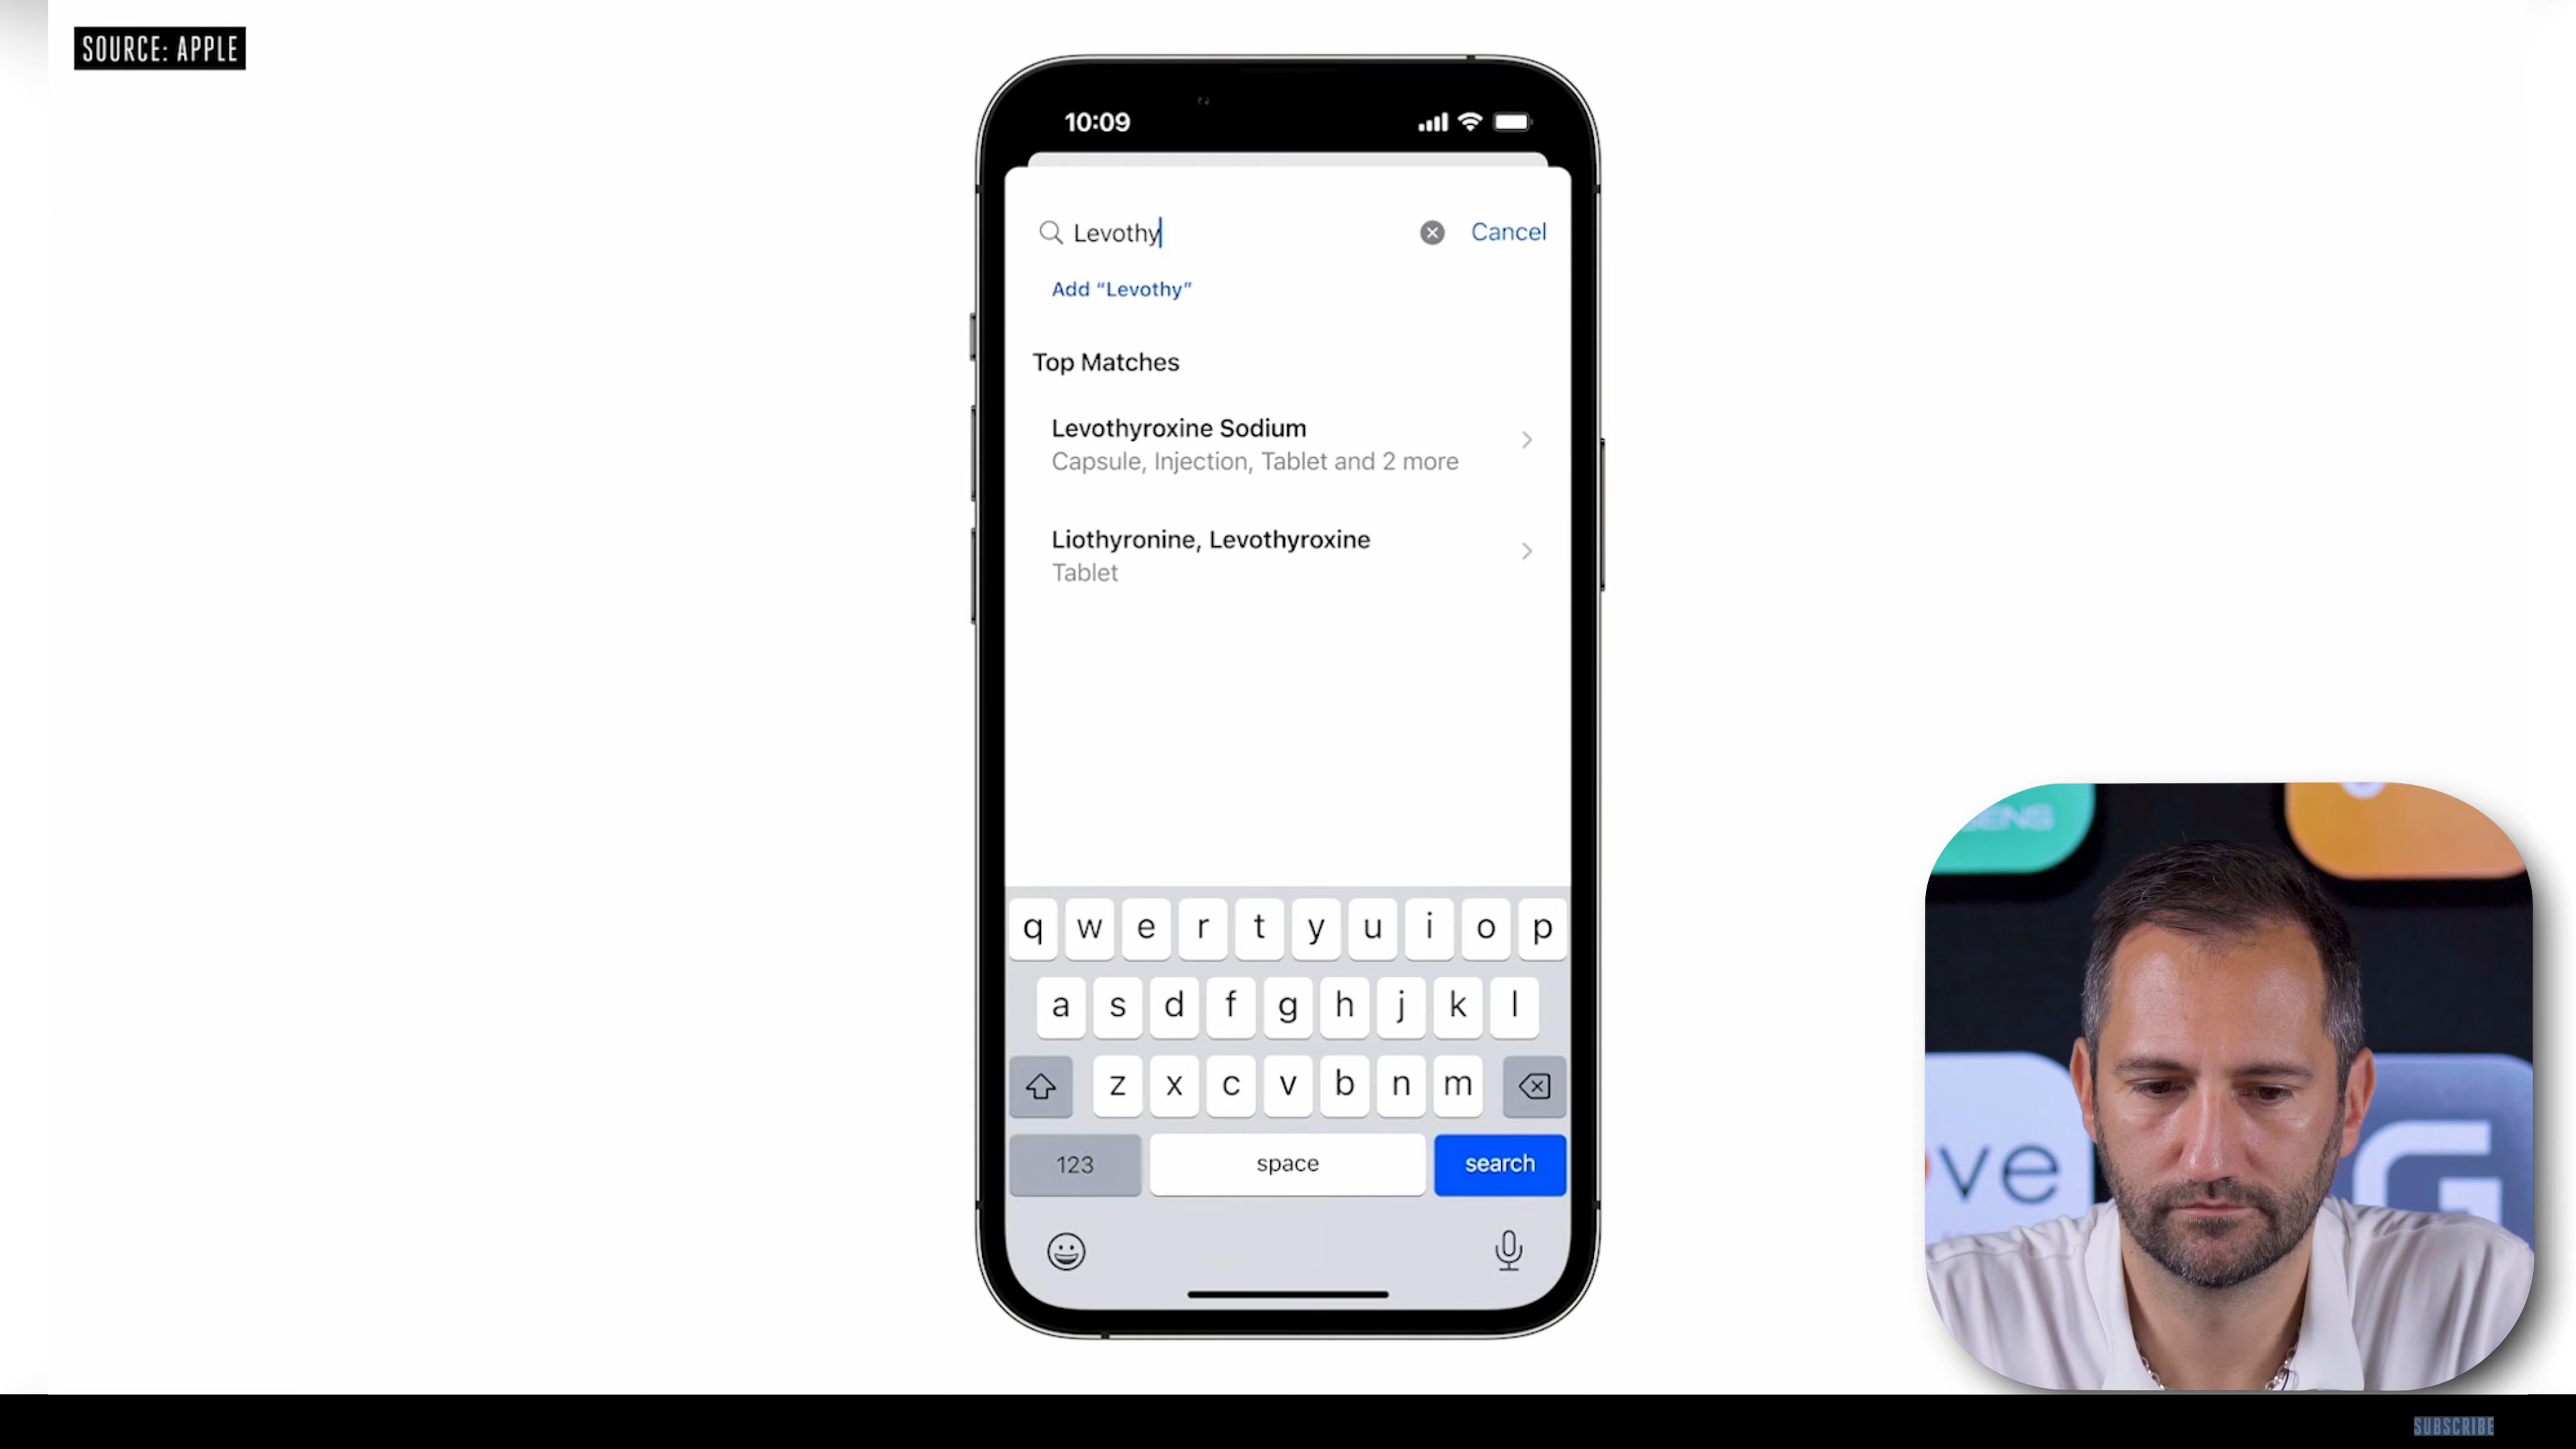 SOURCE: APPLE
10:09
Levothy
Cancel
Add “Levothy”
Top Matches
Levothyroxine Sodium
Capsule, Injection, Tablet and 2 more
Liothyronine, Levothyroxine
Tablet
q w e r t y u i o p
a s d f g h j k l
z x c v b n m
123 space search
ve
G
SUBSCRIBE